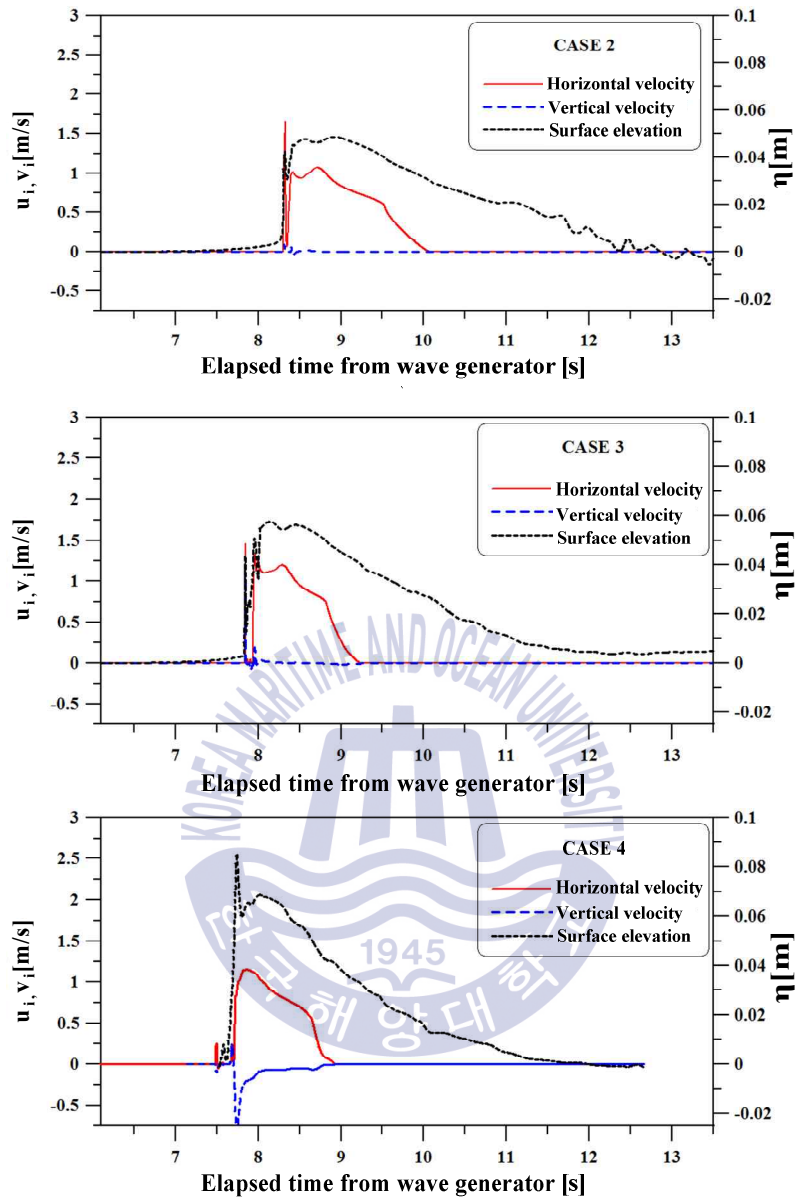 3
2.5
2
1.5
1
0.5
0
-0.5
u i, v i [m/s]
0.1
0.08
0.06
0.04
0.02
0
-0.02
η[m]
CASE 2
Horizontal velocity
Vertical velocity
Surface elevation
7 8 9 10 11 12 13
Elapsed time from wave generator [s]
3
2.5
2
1.5
1
0.5
0
-0.5
u i, v i [m/s]
0.1
0.08
0.06
0.04
0.02
0
-0.02
η[m]
CASE 3
Horizontal velocity
Vertical velocity
Surface elevation
7 8 9 10 11 12 13
Elapsed time from wave generator [s]
3
2.5
2
1.5
1
0.5
0
-0.5
u i, v i [m/s]
0.1
0.08
0.06
0.04
0.02
0
-0.02
η[m]
CASE 4
Horizontal velocity
Vertical velocity
Surface elevation
7 8 9 10 11 12 13
Elapsed time from wave generator [s]
KOREA MARITIME AND OCEAN UNIVERSITY
1945
한국해양대학교